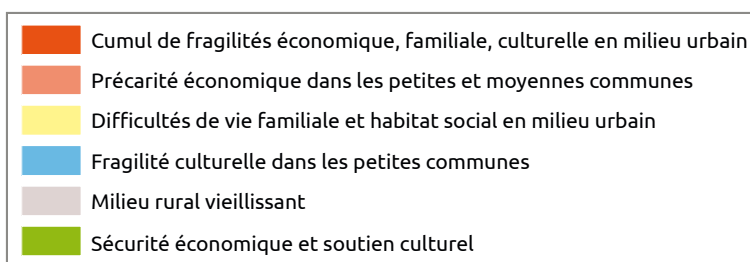 Cumul de fragilités économique, familiale, culturelle en milieu urbain
Précarité économique dans les petites et moyennes communes
Difficultés de vie familiale et habitat social en milieu urbain
Fragilité culturelle dans les petites communes
Milieu rural vieillissant
Sécurité économique et soutien culturel